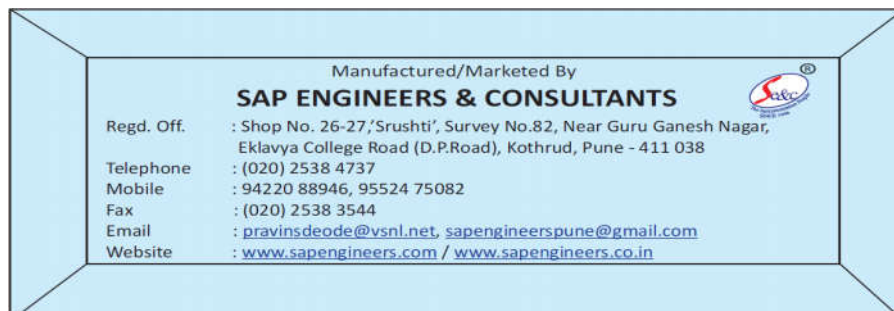 Manufactured/Marketed By
SAP ENGINEERS & CONSULTANTS
®
Sa&c
Regd. Off. : Shop No. 26-27,'Srushti', Survey No.82, Near Guru Ganesh Nagar,
Eklavya College Road (D.P.Road), Kothrud, Pune - 411 038
Telephone : (020) 2538 4737
Mobile : 94220 88946, 95524 75082
Fax : (020) 2538 3544
Email : pravinsdeode@vsnl.net, sapengineerspune@gmail.com
Website : www.sapengineers.com / www.sapengineers.co.in